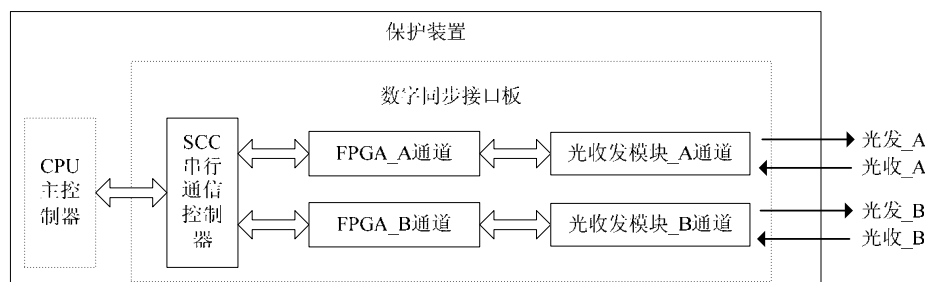 保护装置
数字同步接口板
CPU
主控
制器
SCC
串行
通信
控制
器
FPGA_A通道
光收发模块_A通道
光发_A
光收_A
FPGA_B通道
光收发模块_B通道
光发_B
光收_B